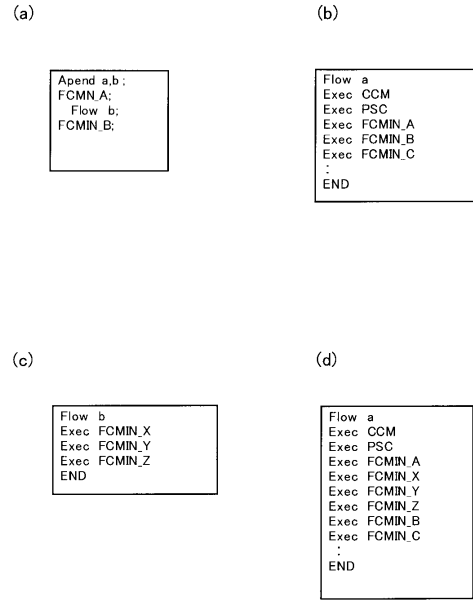 (a)
Apend a,b ;
FCMN_A;
Flow b;
FCMIN_B;
(b)
Flow a
Exec CCM
Exec PSC
Exec FCMIN_A
Exec FCMIN_B
Exec FCMIN_C
:
END
(c)
Flow b
Exec FCMIN_X
Exec FCMIN_Y
Exec FCMIN_Z
END
(d)
Flow a
Exec CCM
Exec PSC
Exec FCMIN_A
Exec FCMIN_X
Exec FCMIN_Y
Exec FCMIN_Z
Exec FCMIN_B
Exec FCMIN_C
:
END